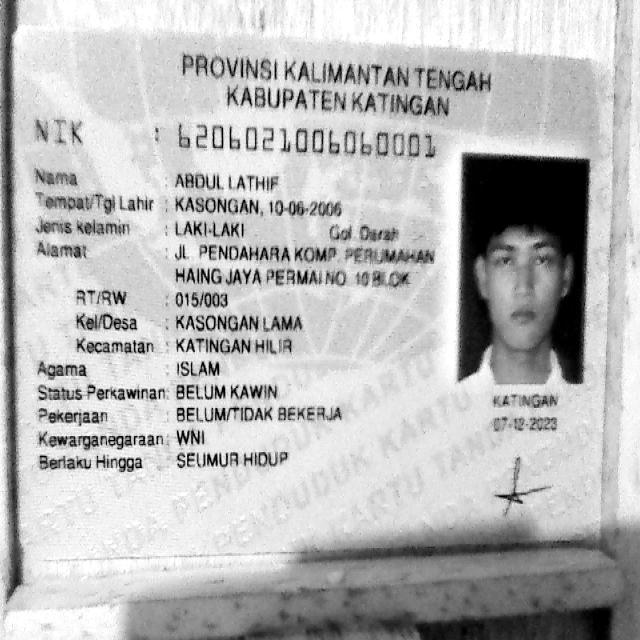 PROVINSI KALIMANTAN TENGAH
KABUPATEN KATINGAN
NIK : 6206021006060001
Nama : ABDUL LATHIF
Tempat/Tgl Lahir : KASONGAN, 10-06-2006
Jenis kelamin : LAKI-LAKI Gol. Darah
Alamat : JL. PENDAHARA KOMP. PERUMAHAN
HAING JAYA PERMAI NO. 10 BLOK
RT/RW : 015/003
Kel/Desa : KASONGAN LAMA
Kecamatan : KATINGAN HILIR
Agama : ISLAM
Status Perkawinan: BELUM KAWIN
Pekerjaan : BELUM/TIDAK BEKERJA
Kewarganegaraan: WNI
Berlaku Hingga : SEUMUR HIDUP
KATINGAN
07-12-2023